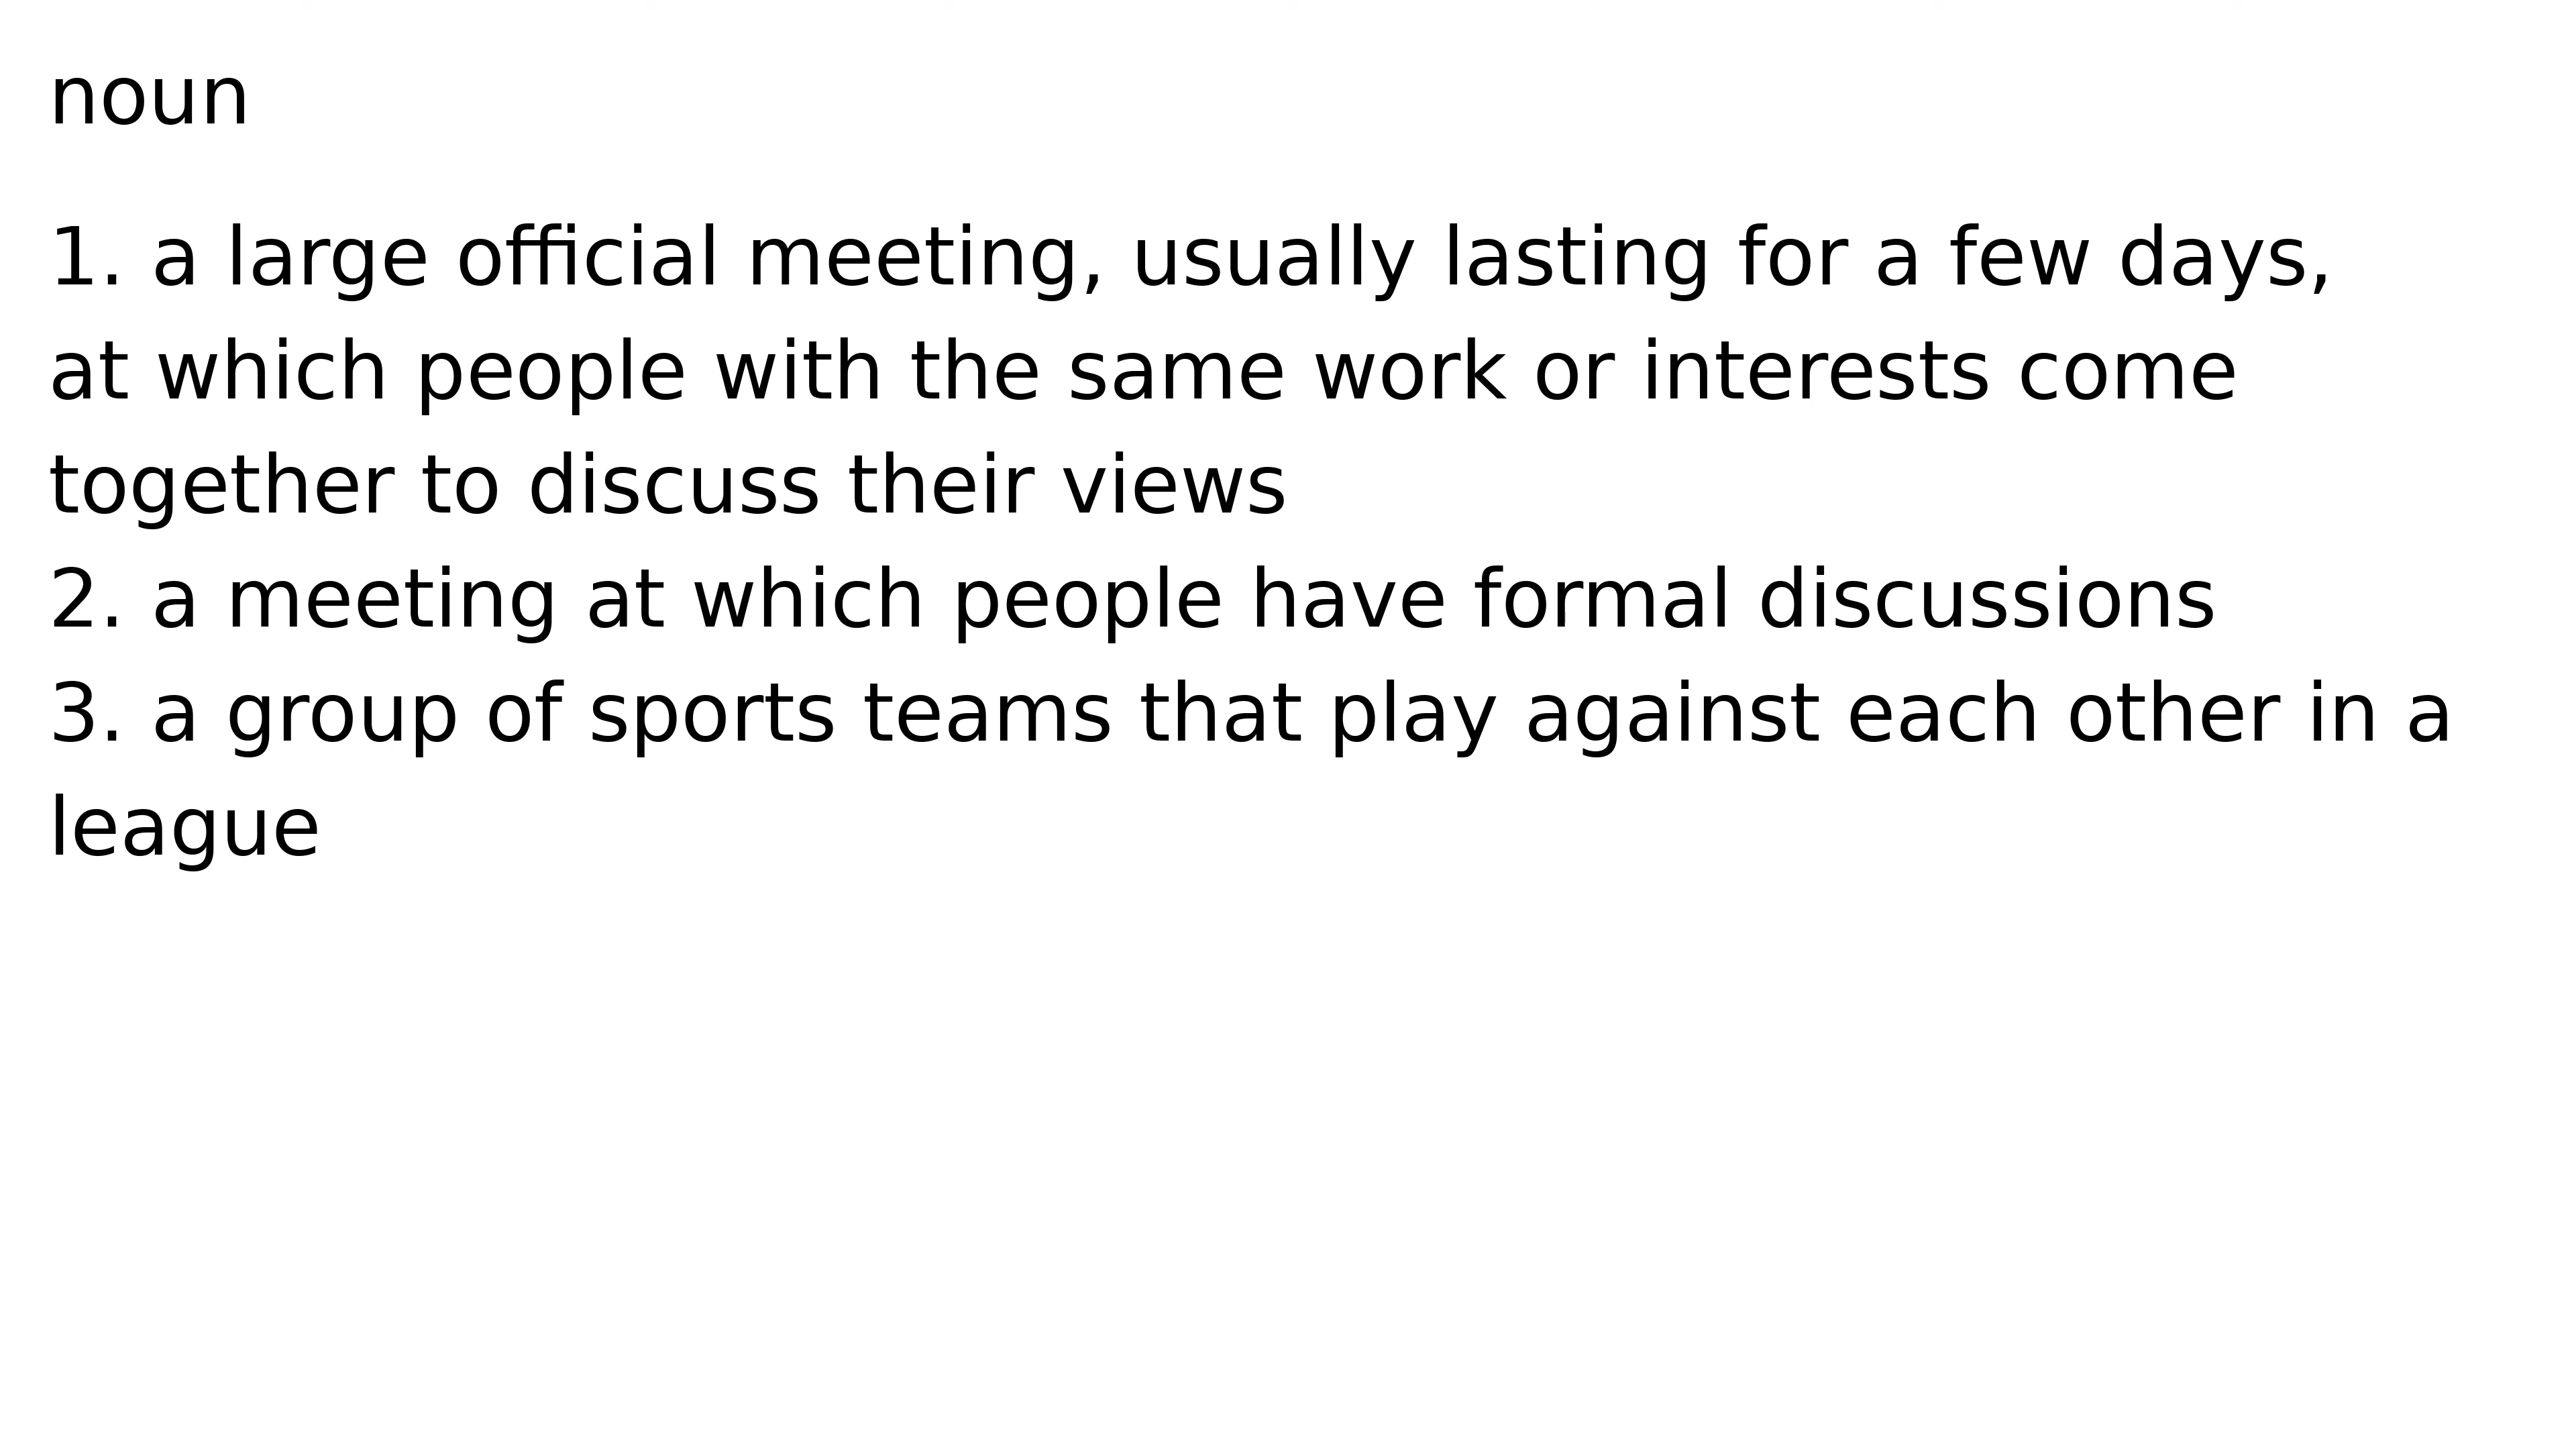 noun
1. a large official meeting, usually lasting for a few days,
at which people with the same work or interests come
together to discuss their views
2. a meeting at which people have formal discussions
3. a group of sports teams that play against each other in a
league